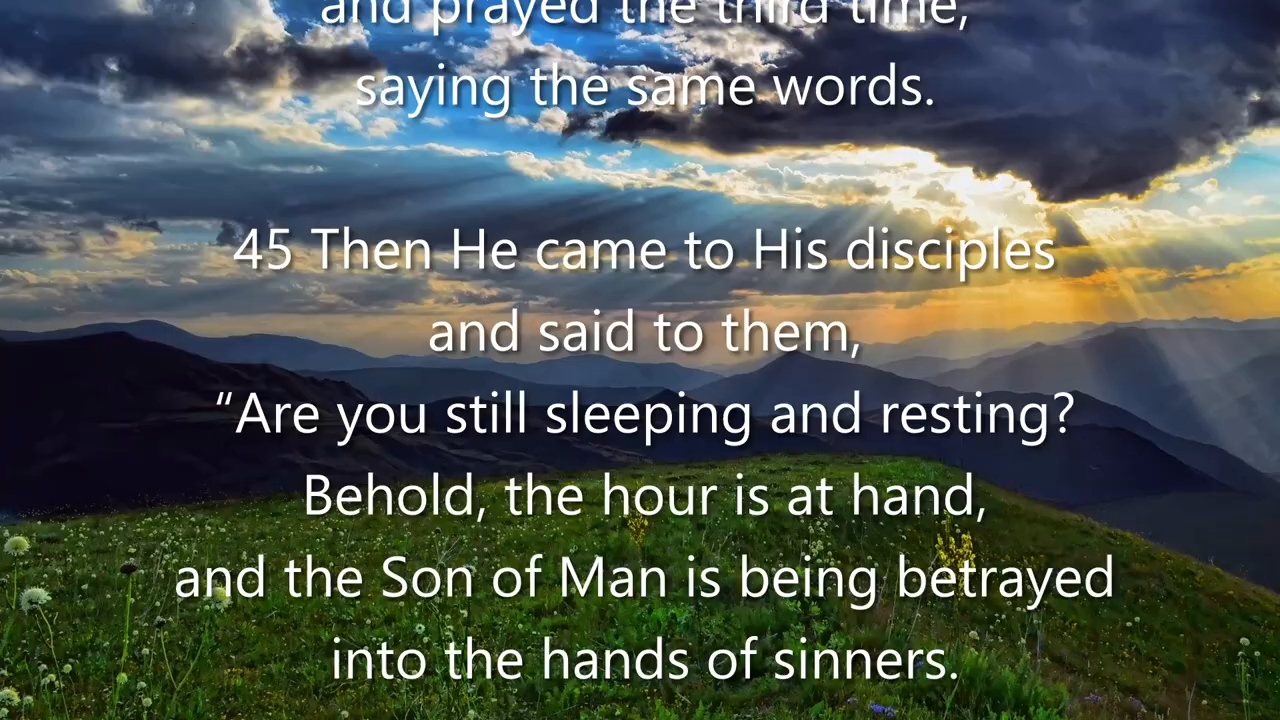 and prayed the third time,
saying the same words.
45 Then He came to His disciples
and said to them,
“Are you still sleeping and resting?
Behold, the hour is at hand,
and the Son of Man is being betrayed
into the hands of sinners.